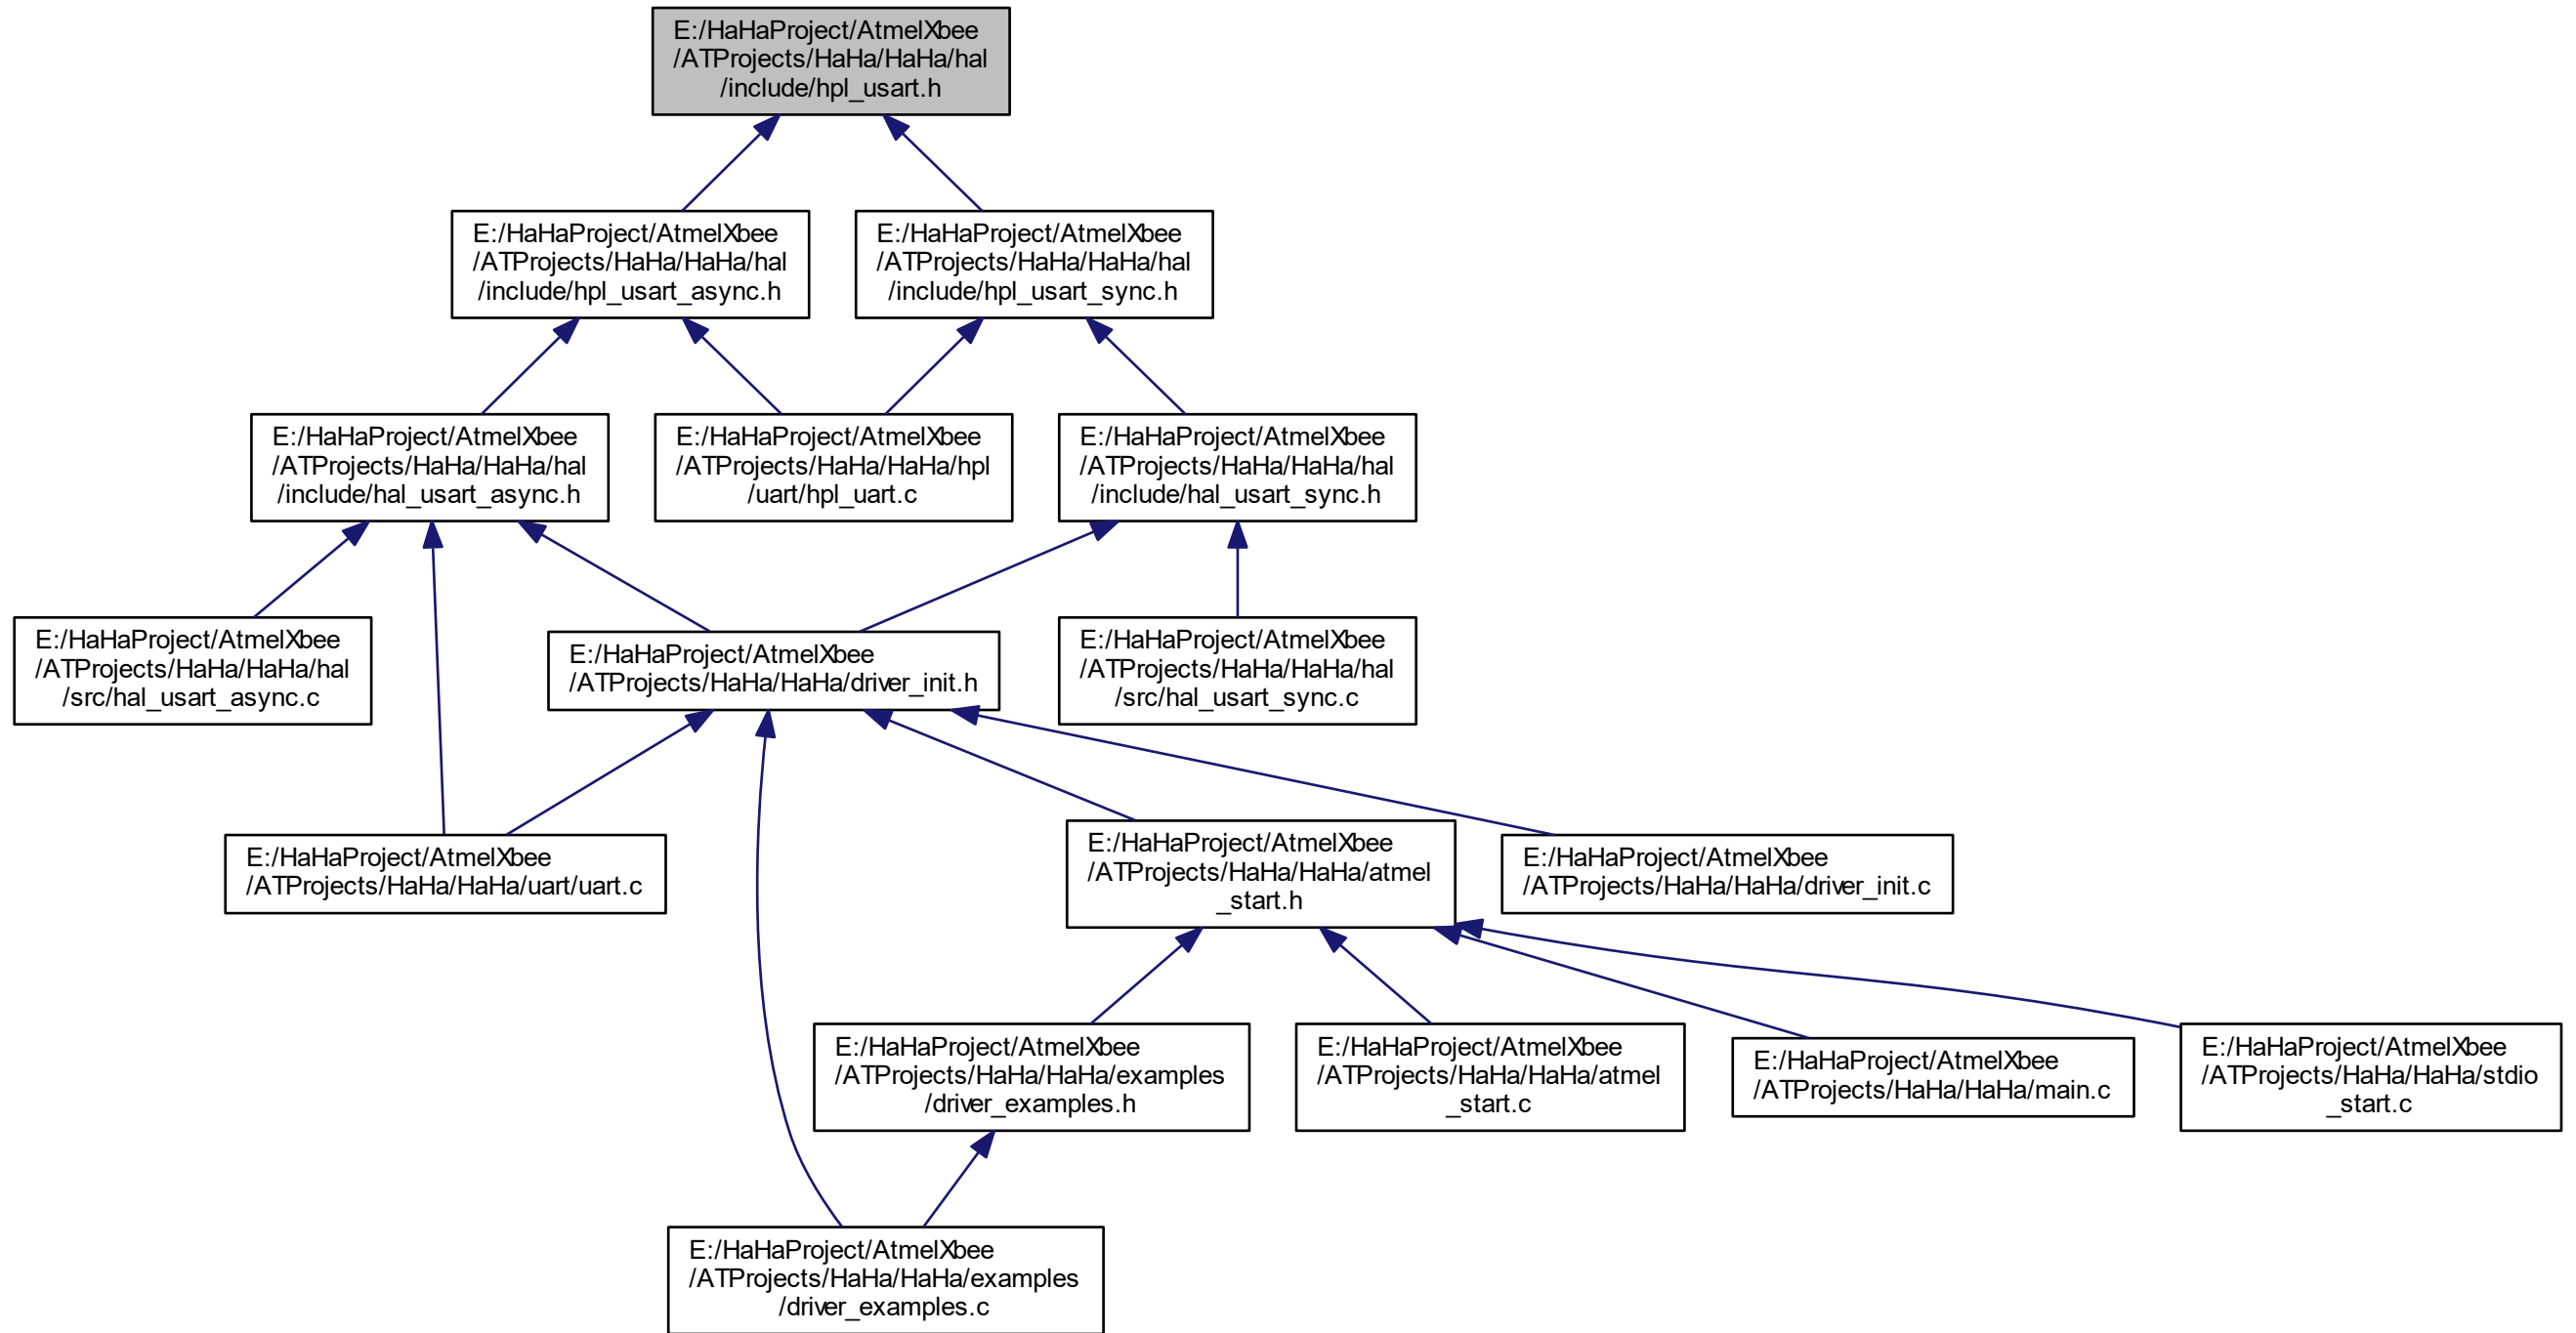 E:/HaHaProject/AtmelXbee
/ATProjects/HaHa/HaHa/hal
/include/hpl_usart.h
E:/HaHaProject/AtmelXbee
/ATProjects/HaHa/HaHa/hal
/include/hpl_usart_async.h
E:/HaHaProject/AtmelXbee
/ATProjects/HaHa/HaHa/hal
/include/hpl_usart_sync.h
E:/HaHaProject/AtmelXbee
/ATProjects/HaHa/HaHa/hal
/include/hal_usart_async.h
E:/HaHaProject/AtmelXbee
/ATProjects/HaHa/HaHa/hpl
/uart/hpl_uart.c
E:/HaHaProject/AtmelXbee
/ATProjects/HaHa/HaHa/hal
/include/hal_usart_sync.h
E:/HaHaProject/AtmelXbee
/ATProjects/HaHa/HaHa/hal
/src/hal_usart_async.c
E:/HaHaProject/AtmelXbee
/ATProjects/HaHa/HaHa/driver_init.h
E:/HaHaProject/AtmelXbee
/ATProjects/HaHa/HaHa/hal
/src/hal_usart_sync.c
E:/HaHaProject/AtmelXbee
/ATProjects/HaHa/HaHa/uart/uart.c
E:/HaHaProject/AtmelXbee
/ATProjects/HaHa/HaHa/atmel
_start.h
E:/HaHaProject/AtmelXbee
/ATProjects/HaHa/HaHa/driver_init.c
E:/HaHaProject/AtmelXbee
/ATProjects/HaHa/HaHa/examples
/driver_examples.h
E:/HaHaProject/AtmelXbee
/ATProjects/HaHa/HaHa/atmel
_start.c
E:/HaHaProject/AtmelXbee
/ATProjects/HaHa/HaHa/main.c
E:/HaHaProject/AtmelXbee
/ATProjects/HaHa/HaHa/stdio
_start.c
E:/HaHaProject/AtmelXbee
/ATProjects/HaHa/HaHa/examples
/driver_examples.c